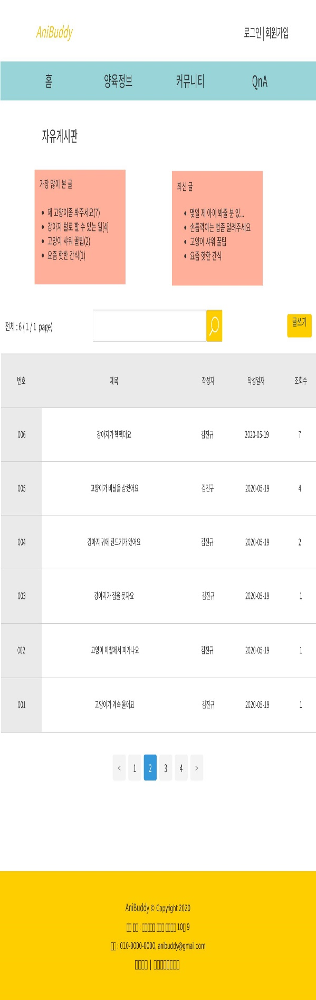 AniBuddy
로그인 | 회원가입
홈 양육정보 커뮤니티 QnA
자유게시판
가장 많이 본 글
• 제 고양이좀 봐주세요(7)
• 강아지 털로 할 수 있는 일(4)
• 고양이 샤워 꿀팁(2)
• 요즘 핫한 간식(1)
최신 글
• 몇일 제 아이 봐줄 분 있...
• 손톱깍이는 법좀 알려주세요
• 고양이 샤워 꿀팁
• 요즘 핫한 간식
전체 : 6 ( 1 / 1 page)
글쓰기
번호 제목 작성자 작성일자 조회수
006 강아지가 헥헥대요 김진규 2020-05-19 7
005 고양이가 비닐을 삼켰어요 김진규 2020-05-19 4
004 강아지 귀에 진드기가 있어요 김진규 2020-05-19 2
003 강아지가 잠을 못자요 김진규 2020-05-19 1
002 고양이 이빨에서 피가나요 김진규 2020-05-19 1
001 고양이가 계속 울어요 김진규 2020-05-19 1
< 1 2 3 4 >
AniBuddy © Copyright 2020
: 10 9
: 010-0000-0000, anibuddy@gmail.com
|